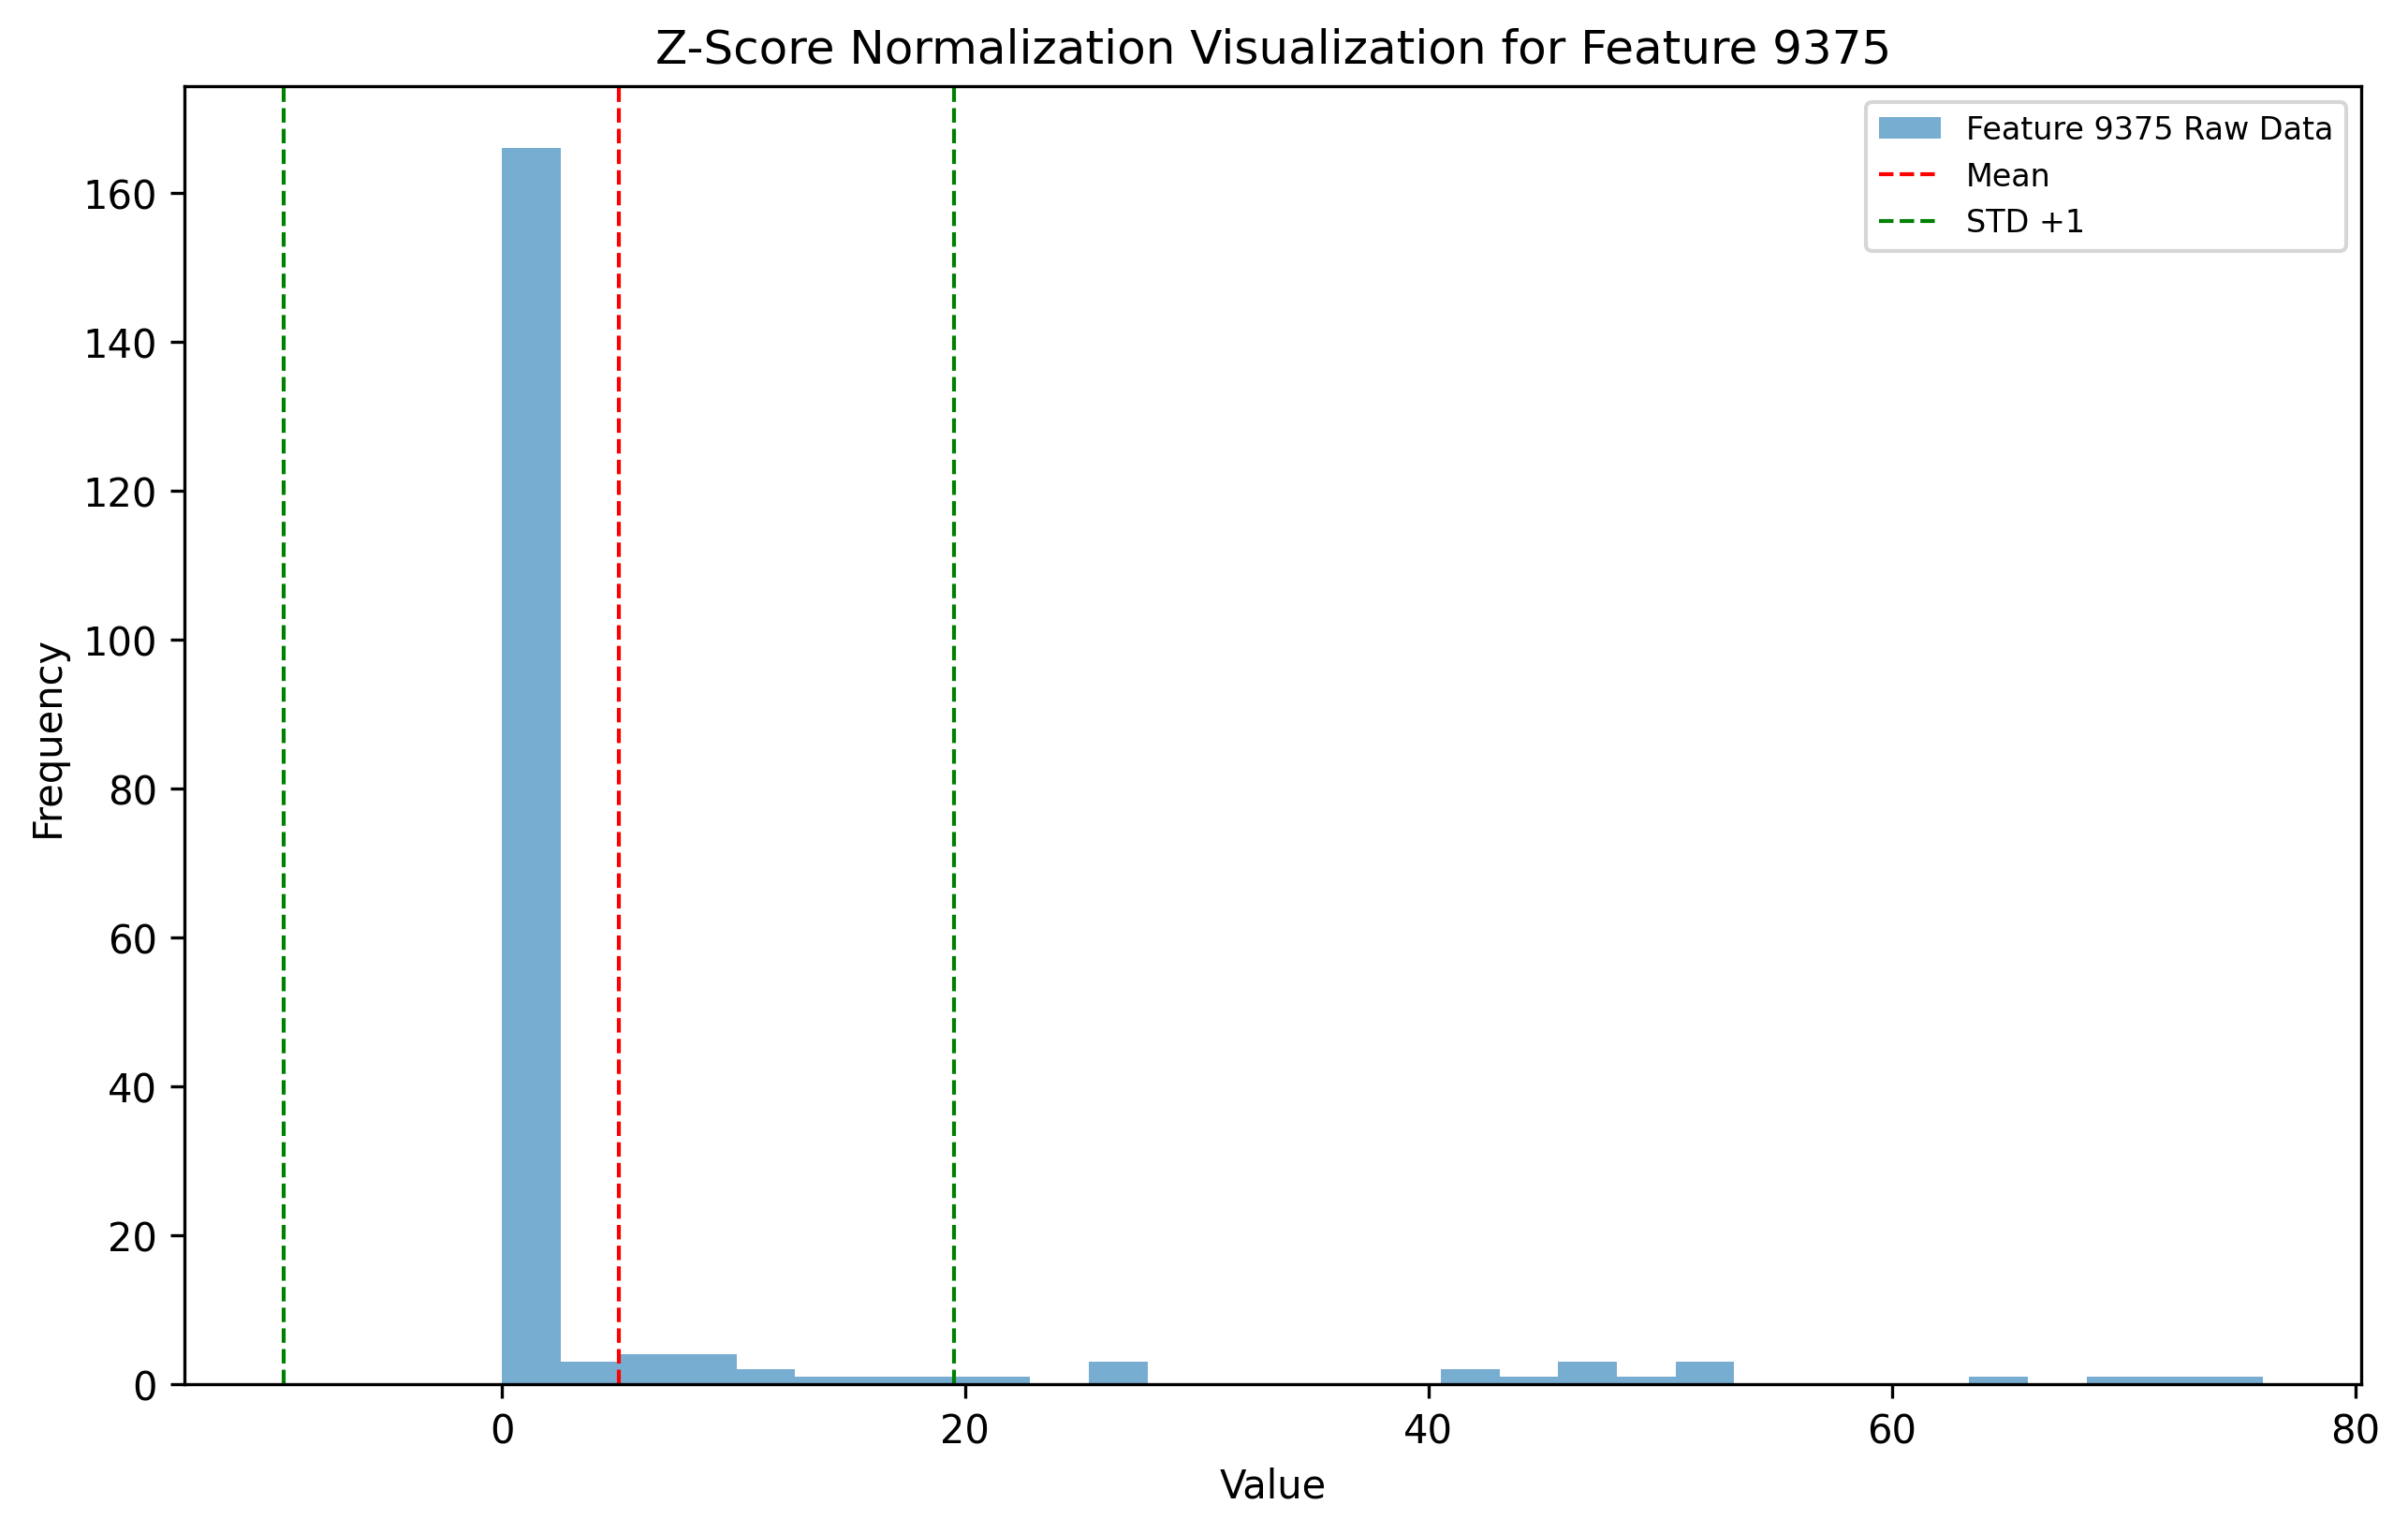 Z-Score Normalization Visualization for Feature 9375
Feature 9375 Raw Data
Mean
STD +1
160
140
120
100
80
60
40
20
0
Frequency
0 20 40 60 80
Value